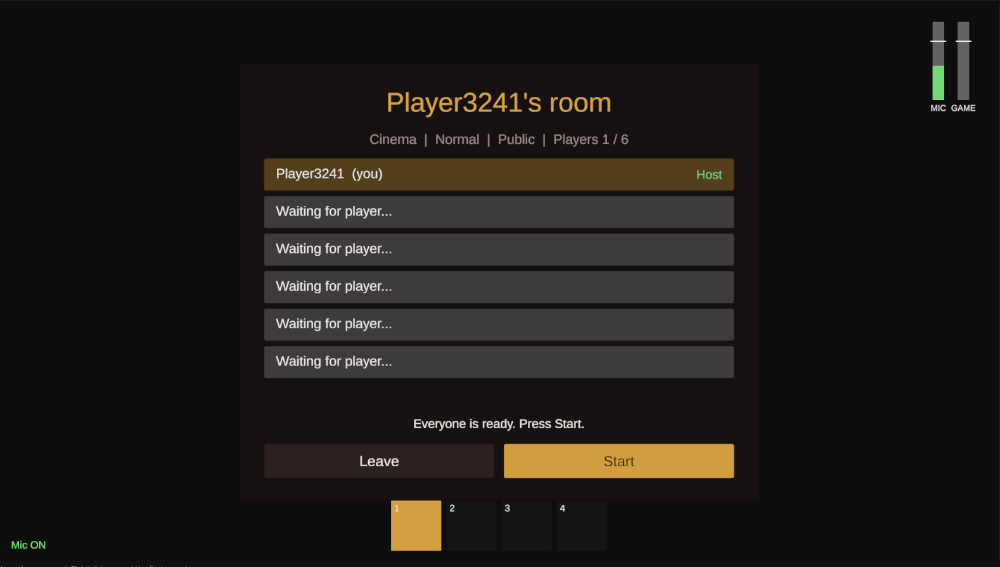 Player3241's room
Cinema | Normal | Public | Players 1 / 6
Player3241 (you) Host
Waiting for player...
Waiting for player...
Waiting for player...
Waiting for player...
Waiting for player...
Everyone is ready. Press Start.
Leave Start
1 2 3 4
MIC GAME
Mic ON